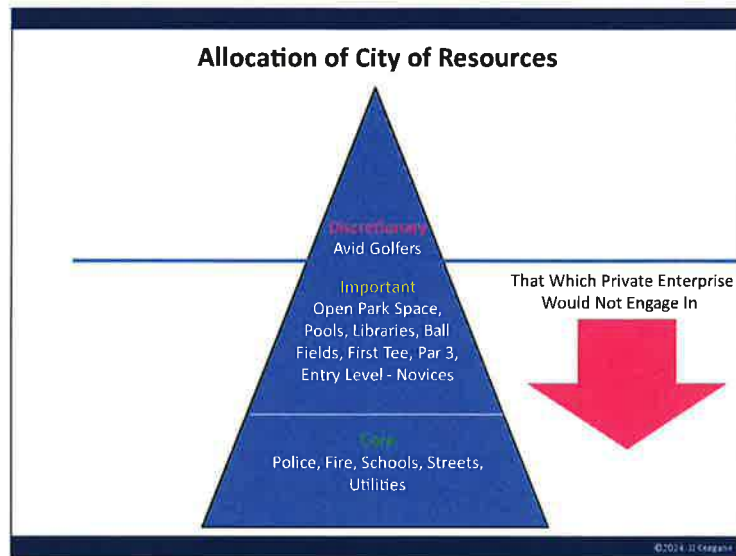 Allocation of City of Resources
Discretionary
Avid Golfers
Important
Open Park Space,
Pools, Libraries, Ball
Fields, First Tee, Par 3,
Entry Level - Novices
That Which Private Enterprise
Would Not Engage In
Core
Police, Fire, Schools, Streets,
Utilities